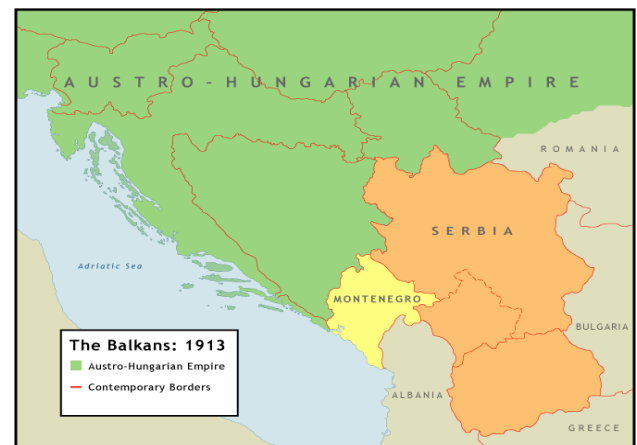 AUSTRO-HUNGARIAN EMPIRE
ROMANIA
SERBIA
Adriatic Sea
MONTENEGRO
BULGARIA
The Balkans: 1913
Austro-Hungarian Empire
Contemporary Borders
ALBANIA
GREECE